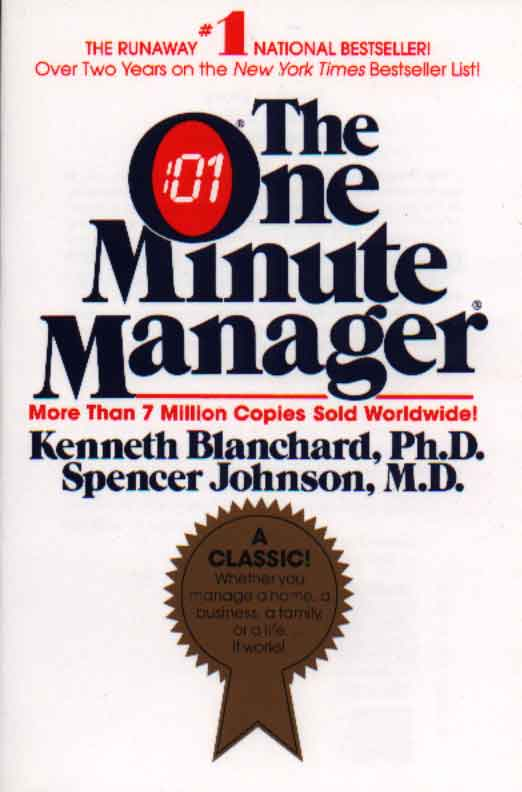 THE RUNAWAY #1 NATIONAL BESTSELLER!
Over Two Years on the New York Times Bestseller List!
The
:01
One
Minute
Manager
More Than 7 Million Copies Sold Worldwide!
Kenneth Blanchard, Ph.D.
Spencer Johnson, M.D.
A
CLASSIC!
Whether you
manage a home, a
business, a family,
or a life. . .
it works!